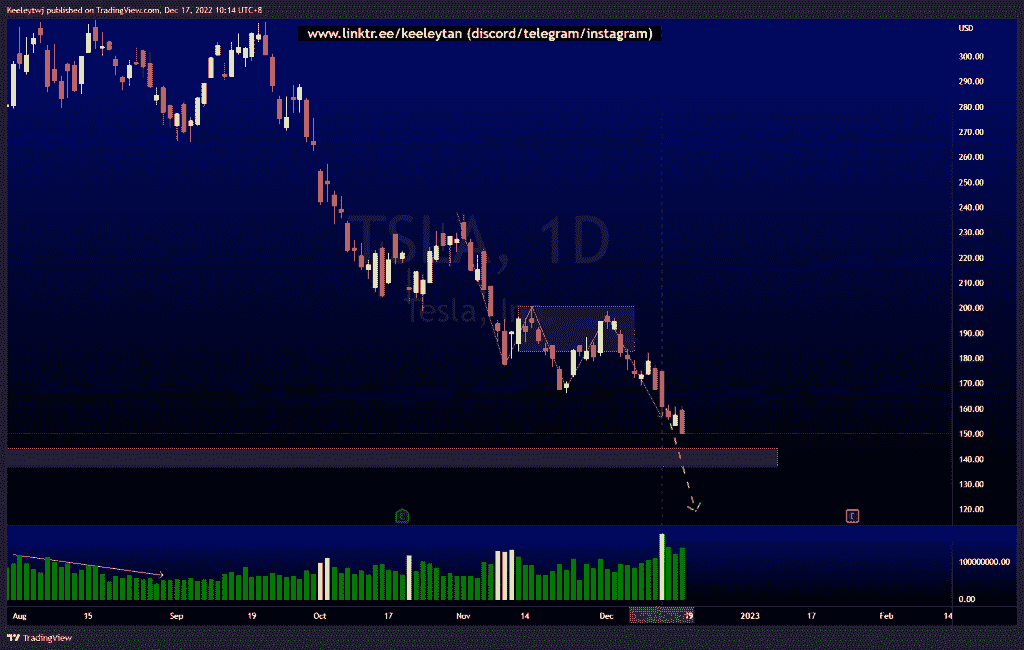 Keeleytwj published on TradingView.com, Dec 17, 2022 10:14 UTC+8
www.linktr.ee/keeleytan (discord/telegram/instagram)
USD
300.00
290.00
280.00
270.00
260.00
250.00
240.00
230.00
220.00
210.00
200.00
190.00
180.00
170.00
160.00
150.00
140.00
130.00
120.00
TSLA, 1D
Tesla,
E
E
100000000.00
0.00
Aug 15 Sep 19 Oct 17 Nov 14 Dec 19 2023 17 Feb 14
TradingView